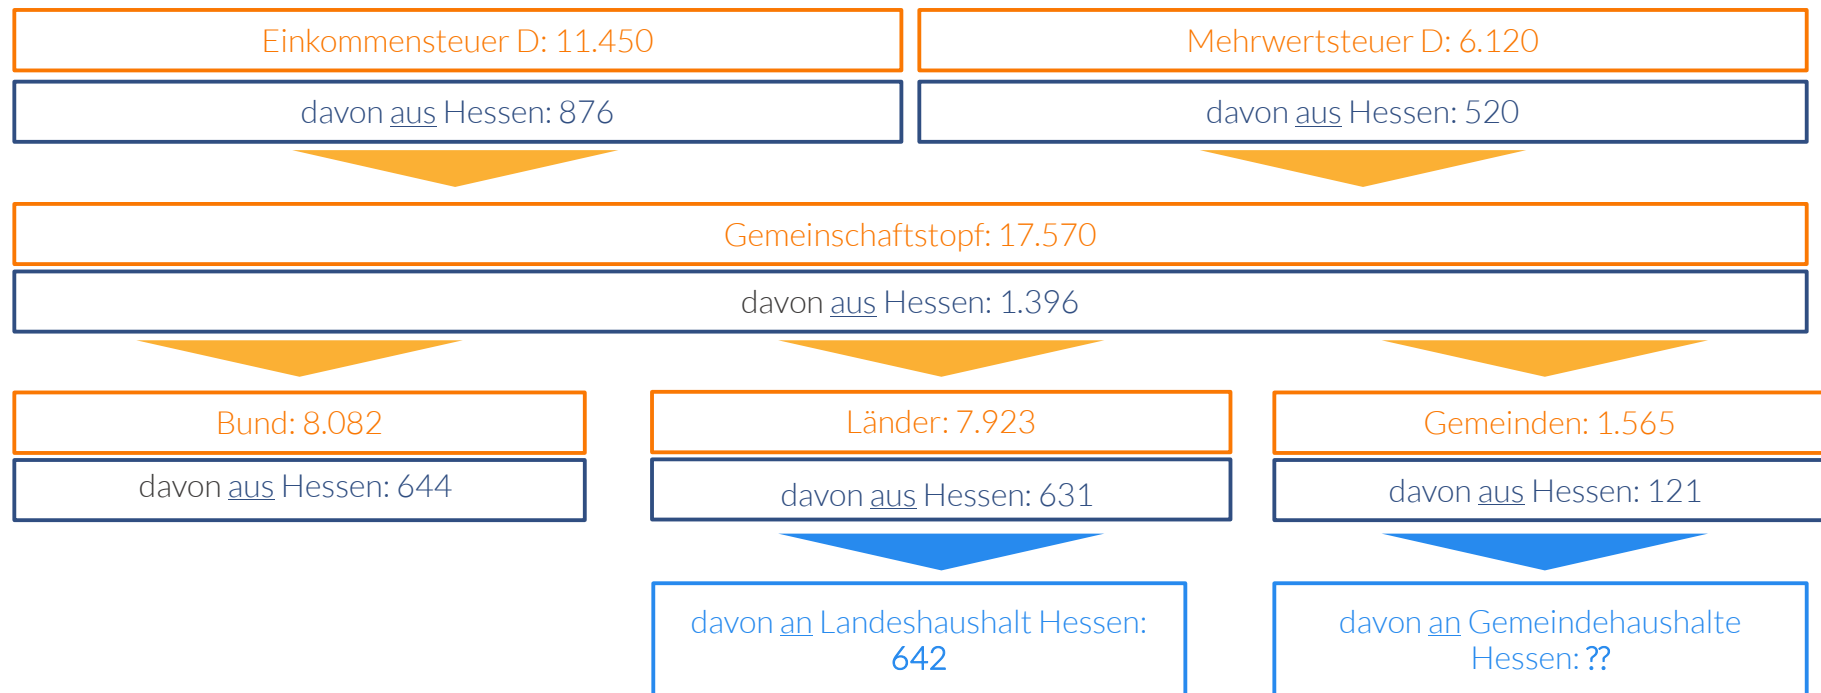 Einkommensteuer D: 11.450
Mehrwertsteuer D: 6.120
davon aus Hessen: 876
davon aus Hessen: 520
Gemeinschaftstopf: 17.570
davon aus Hessen: 1.396
Bund: 8.082
Länder: 7.923
Gemeinden: 1.565
davon aus Hessen: 644
davon aus Hessen: 631
davon aus Hessen: 121
davon an Landeshaushalt Hessen:
642
davon an Gemeindehaushalte
Hessen: ??